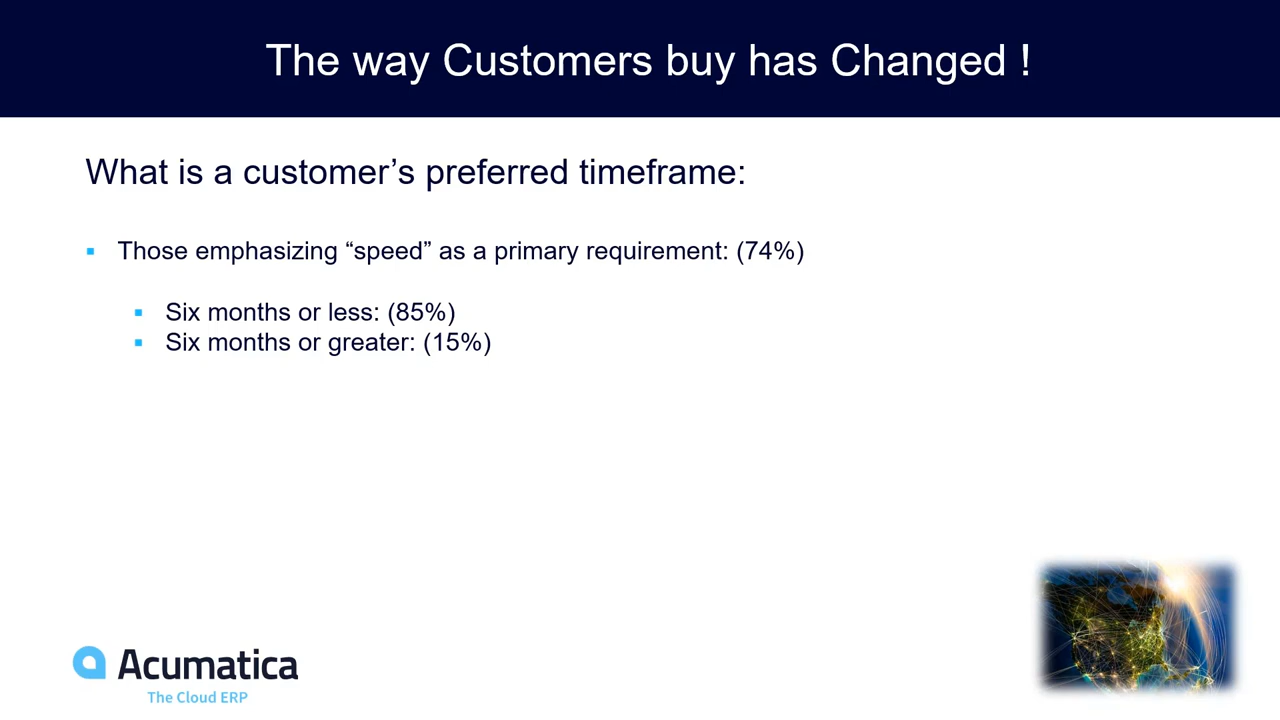 The way Customers buy has Changed !
What is a customer’s preferred timeframe:
Those emphasizing “speed” as a primary requirement: (74%)
Six months or less: (85%)
Six months or greater: (15%)
Acumatica
The Cloud ERP